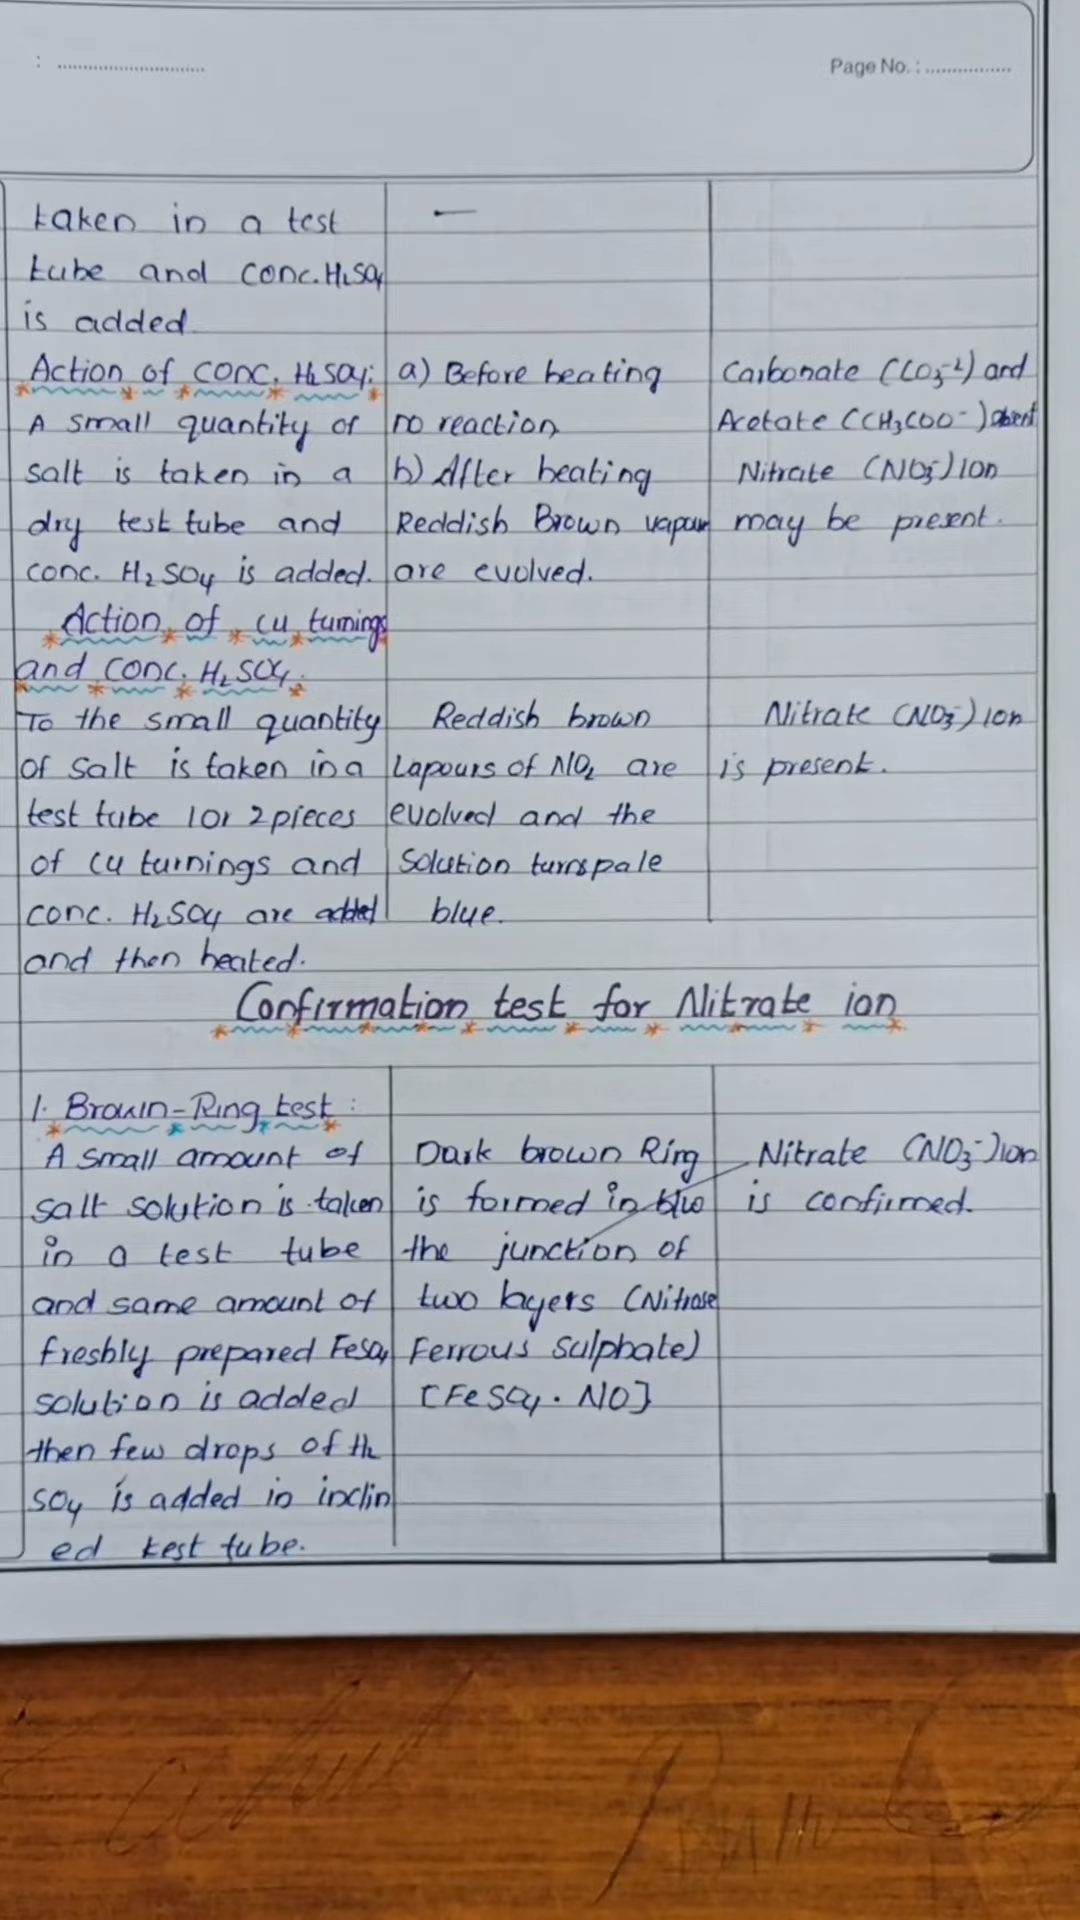 : ..............................
Page No. : .................
taken in a test
tube and conc. H2SO4
is added.
—
Action of conc. H2SO4:
A small quantity of
salt is taken in a
dry test tube and
conc. H2SO4 is added.
a) Before heating
no reaction
b) After heating
Reddish Brown vapour
are evolved.
Carbonate (CO3-2) and
Acetate (CH3COO-) absent
Nitrate (NO3-) ion
may be present.
Action of cu turnings
and conc. H2SO4.
To the small quantity
of salt is taken in a
test tube 1 or 2 pieces
of cu turnings and
conc. H2SO4 are added
and then heated.
Reddish brown
Lapours of NO2 are
evolved and the
solution turns pale
blue.
Nitrate (NO3-) ion
is present.
Confirmation test for Nitrate ion
1. Brown-Ring test:
A small amount of
salt solution is taken
in a test tube
and same amount of
freshly prepared FeSO4
solution is added
then few drops of H2
SO4 is added in inclin
ed test tube.
Dark brown Ring
is formed in
the junction of
two layers (Nitrose
Ferrous sulphate)
[FeSO4 . NO]
Nitrate (NO3-) ion
is confirmed.